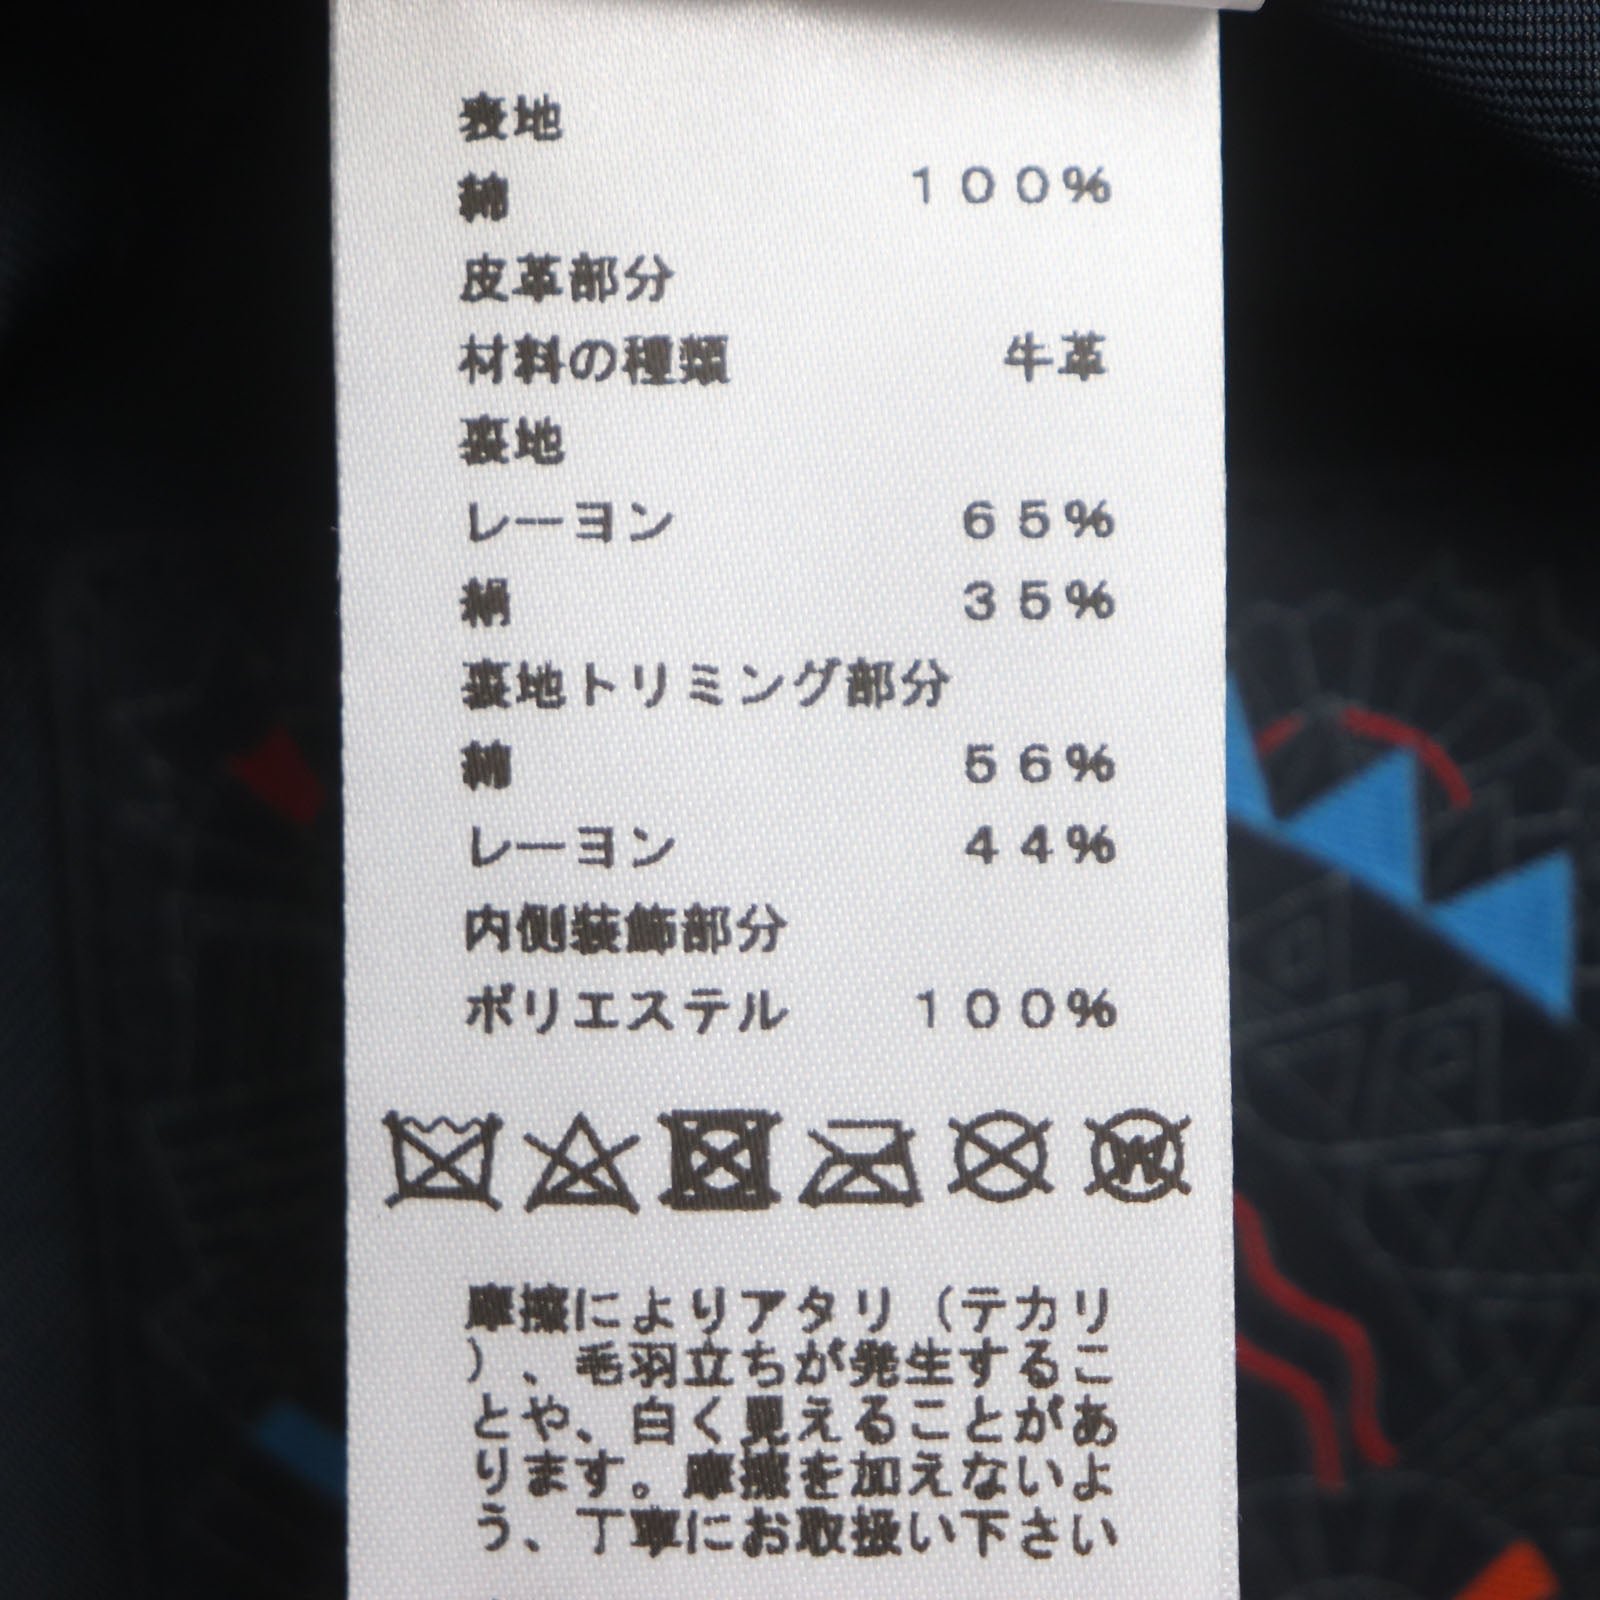 表地
綿 100%
皮革部分
材料の種類 牛革
裏地
レーヨン 65%
絹 35%
裏地トリミング部分
綿 56%
レーヨン 44%
内側装飾部分
ポリエステル 100%
W
摩擦によりアタリ(テカリ
)、毛羽立ちが発生するこ
とや、白く見えることがあ
ります。摩擦を加えないよ
う、丁寧にお取扱い下さい